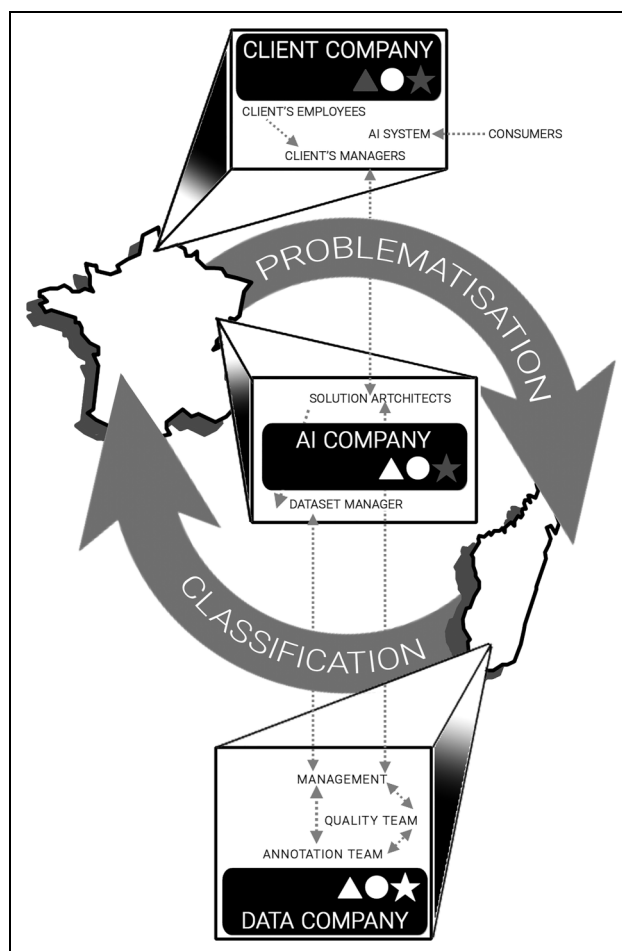 CLIENT COMPANY
CLIENT'S EMPLOYEES
AI SYSTEM
CONSUMERS
CLIENT'S MANAGERS
PROBLEMATISATION
SOLUTION ARTCHITECTS
AI COMPANY
DATASET MANAGER
CLASSIFICATION
MANAGEMENT
QUALITY TEAM
ANNOTATION TEAM
DATA COMPANY